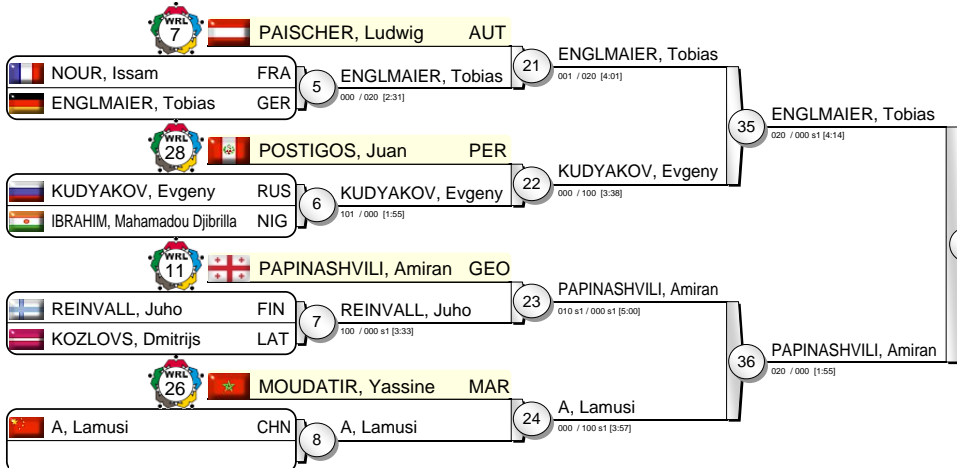 WRL 7 PAISCHER, Ludwig AUT
NOUR, Issam FRA
ENGLMAIER, Tobias GER
5 ENGLMAIER, Tobias
000 / 020 [2:31]
21 ENGLMAIER, Tobias
001 / 020 [4:01]
WRL 28 POSTIGOS, Juan PER
KUDYAKOV, Evgeny RUS
IBRAHIM, Mahamadou Djibrilla NIG
6 KUDYAKOV, Evgeny
101 / 000 [1:55]
22 KUDYAKOV, Evgeny
000 / 100 [3:38]
35 ENGLMAIER, Tobias
020 / 000 s1 [4:14]
WRL 11 PAPINASHVILI, Amiran GEO
REINVALL, Juho FIN
KOZLOVS, Dmitrijs LAT
7 REINVALL, Juho
100 / 000 s1 [3:33]
23 PAPINASHVILI, Amiran
010 s1 / 000 s1 [5:00]
WRL 26 MOUDATIR, Yassine MAR
A, Lamusi CHN
8 A, Lamusi
24 A, Lamusi
000 / 100 s1 [3:57]
36 PAPINASHVILI, Amiran
020 / 000 [1:55]